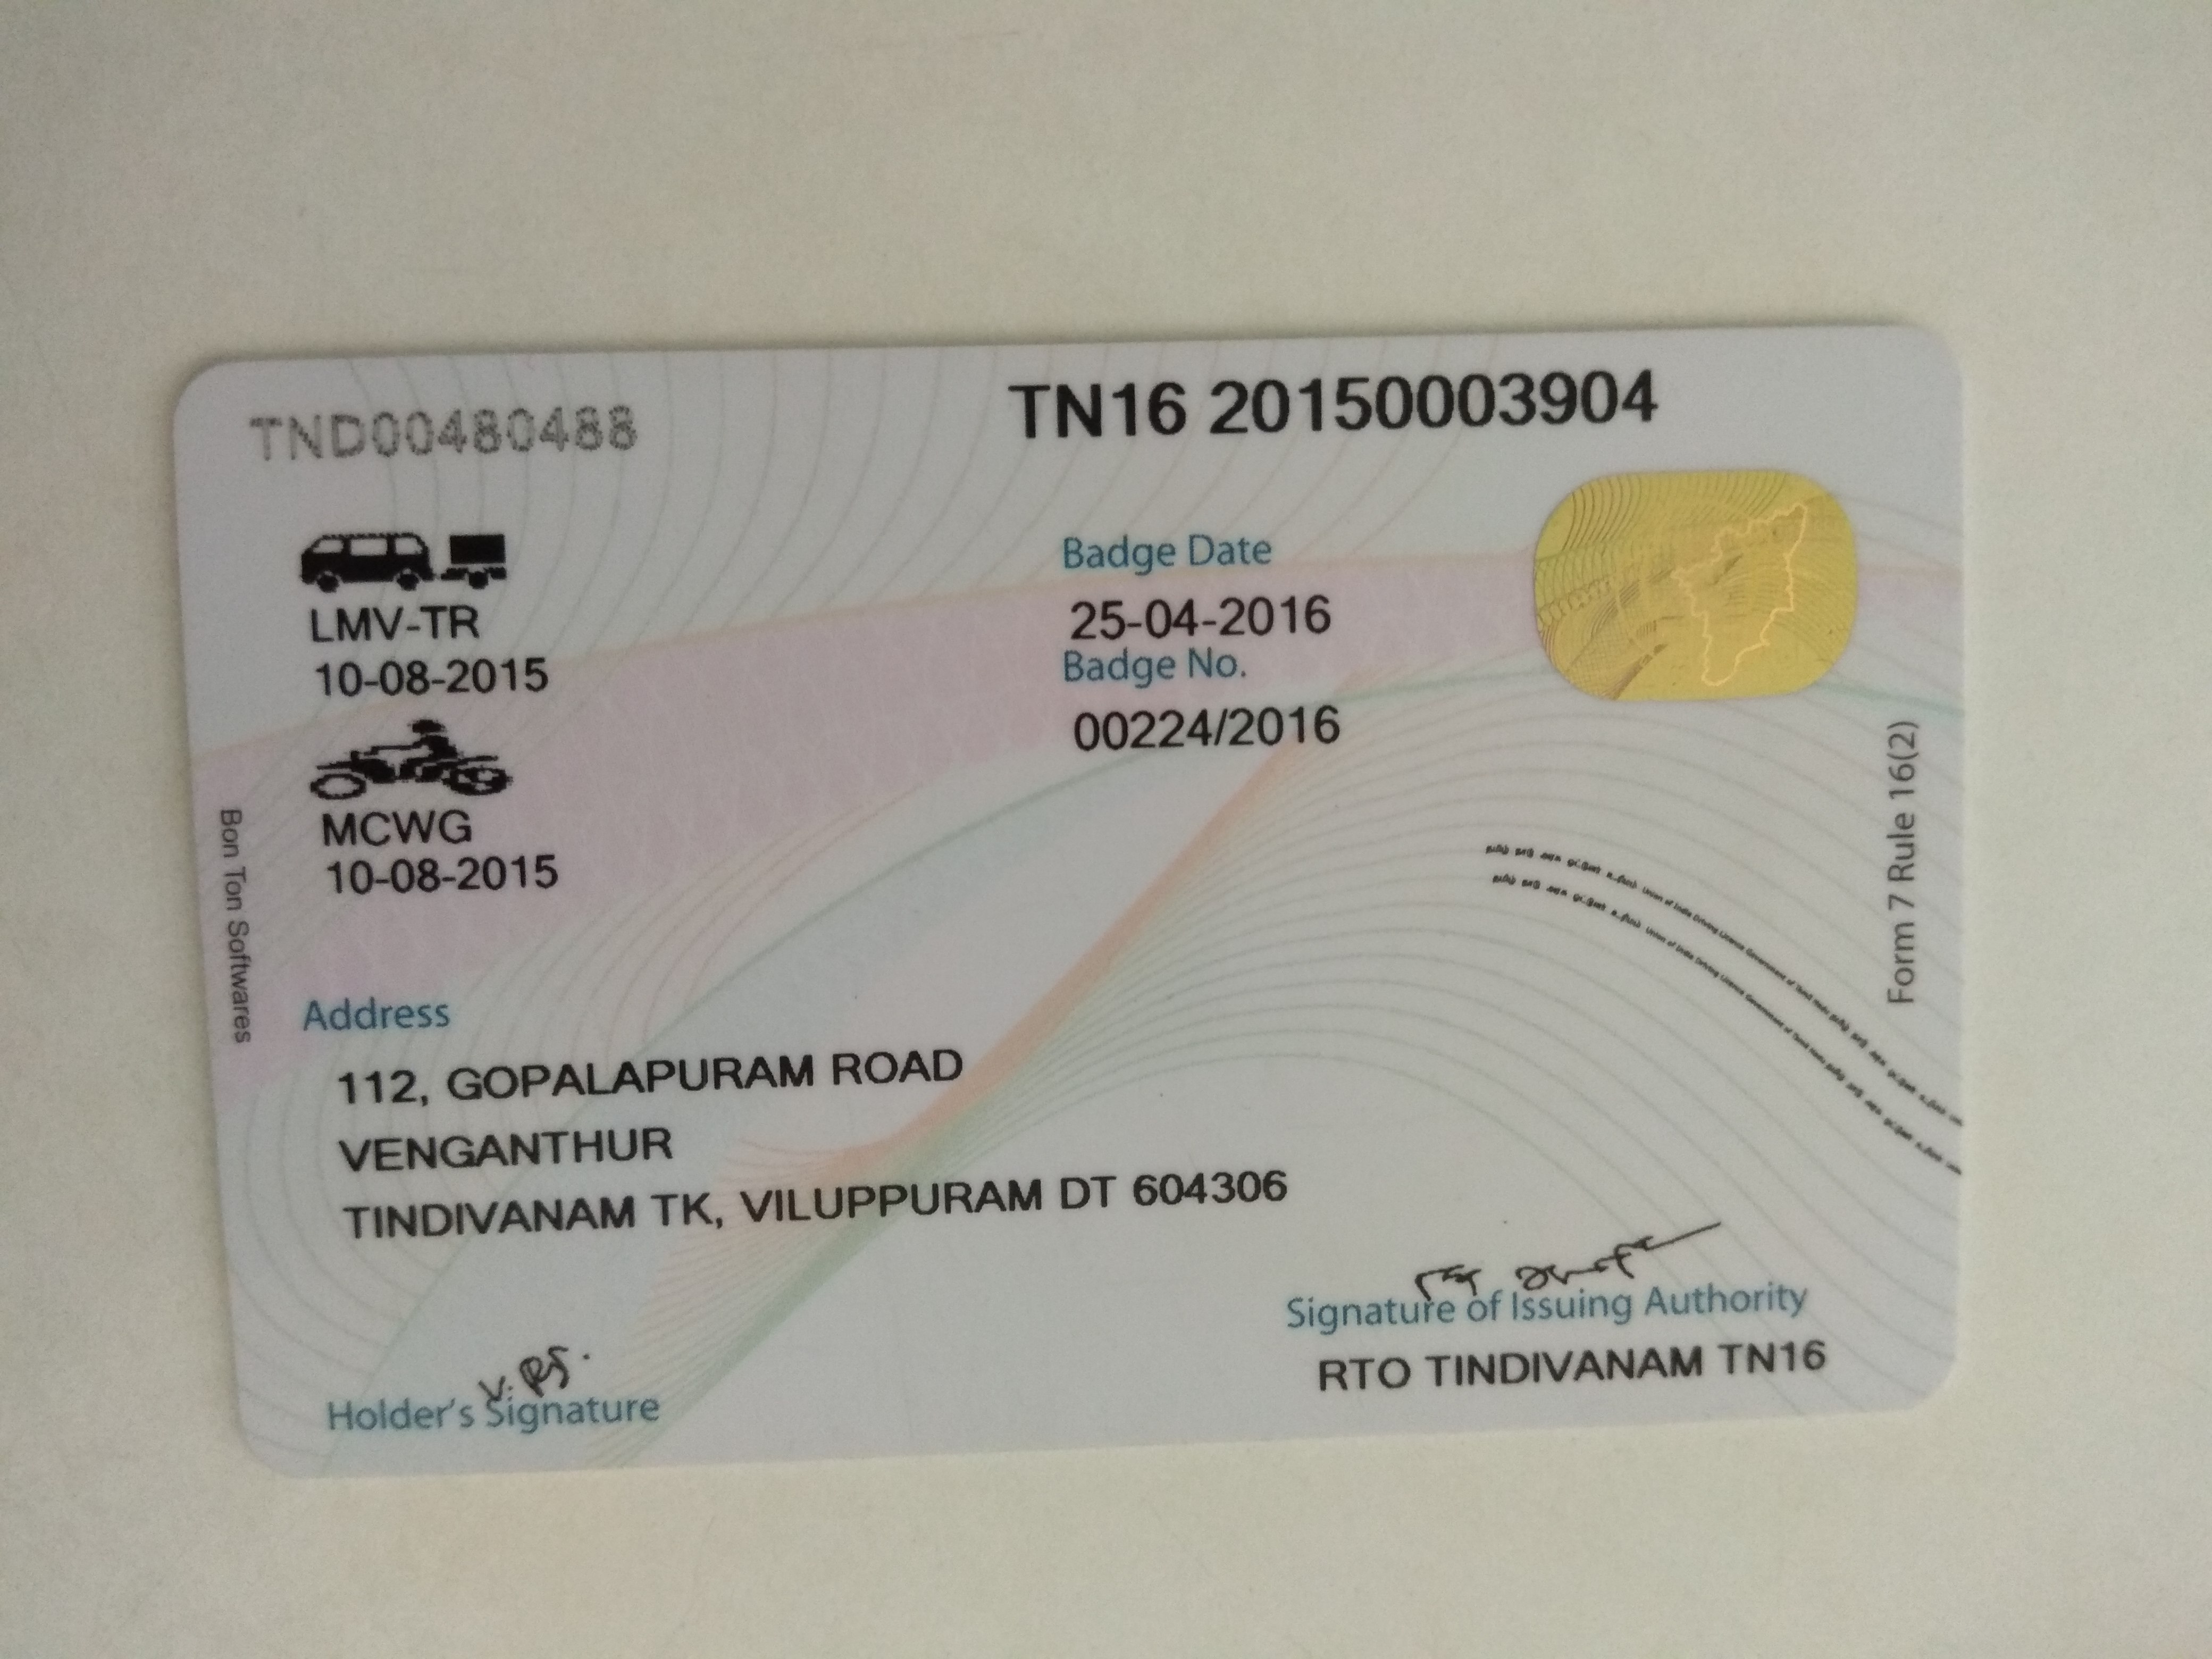 TND00480488
TN16 20150003904
LMV-TR
10-08-2015
MCWG
10-08-2015
Badge Date
25-04-2016
Badge No.
00224/2016
Bon Ton Softwares
Form 7 Rule 16(2)
Address
112, GOPALAPURAM ROAD
VENGANTHUR
TINDIVANAM TK, VILUPPURAM DT 604306
Holder's Signature
Signature of Issuing Authority
RTO TINDIVANAM TN16